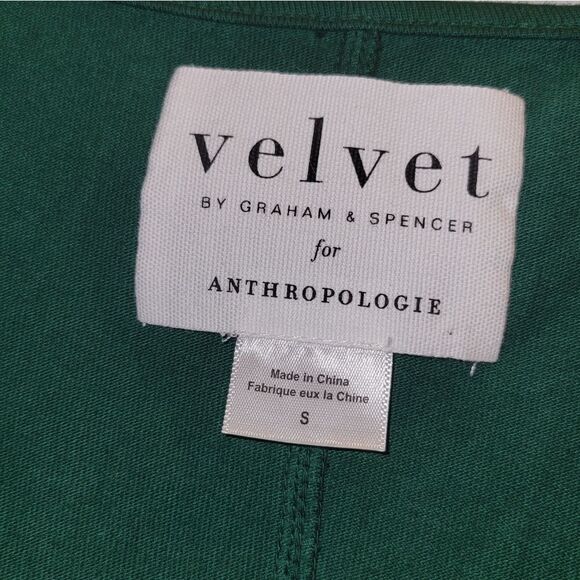 velvet
BY GRAHAM & SPENCER
for
ANTHROPOLOGIE
Made in China
Fabrique eux la Chine
S